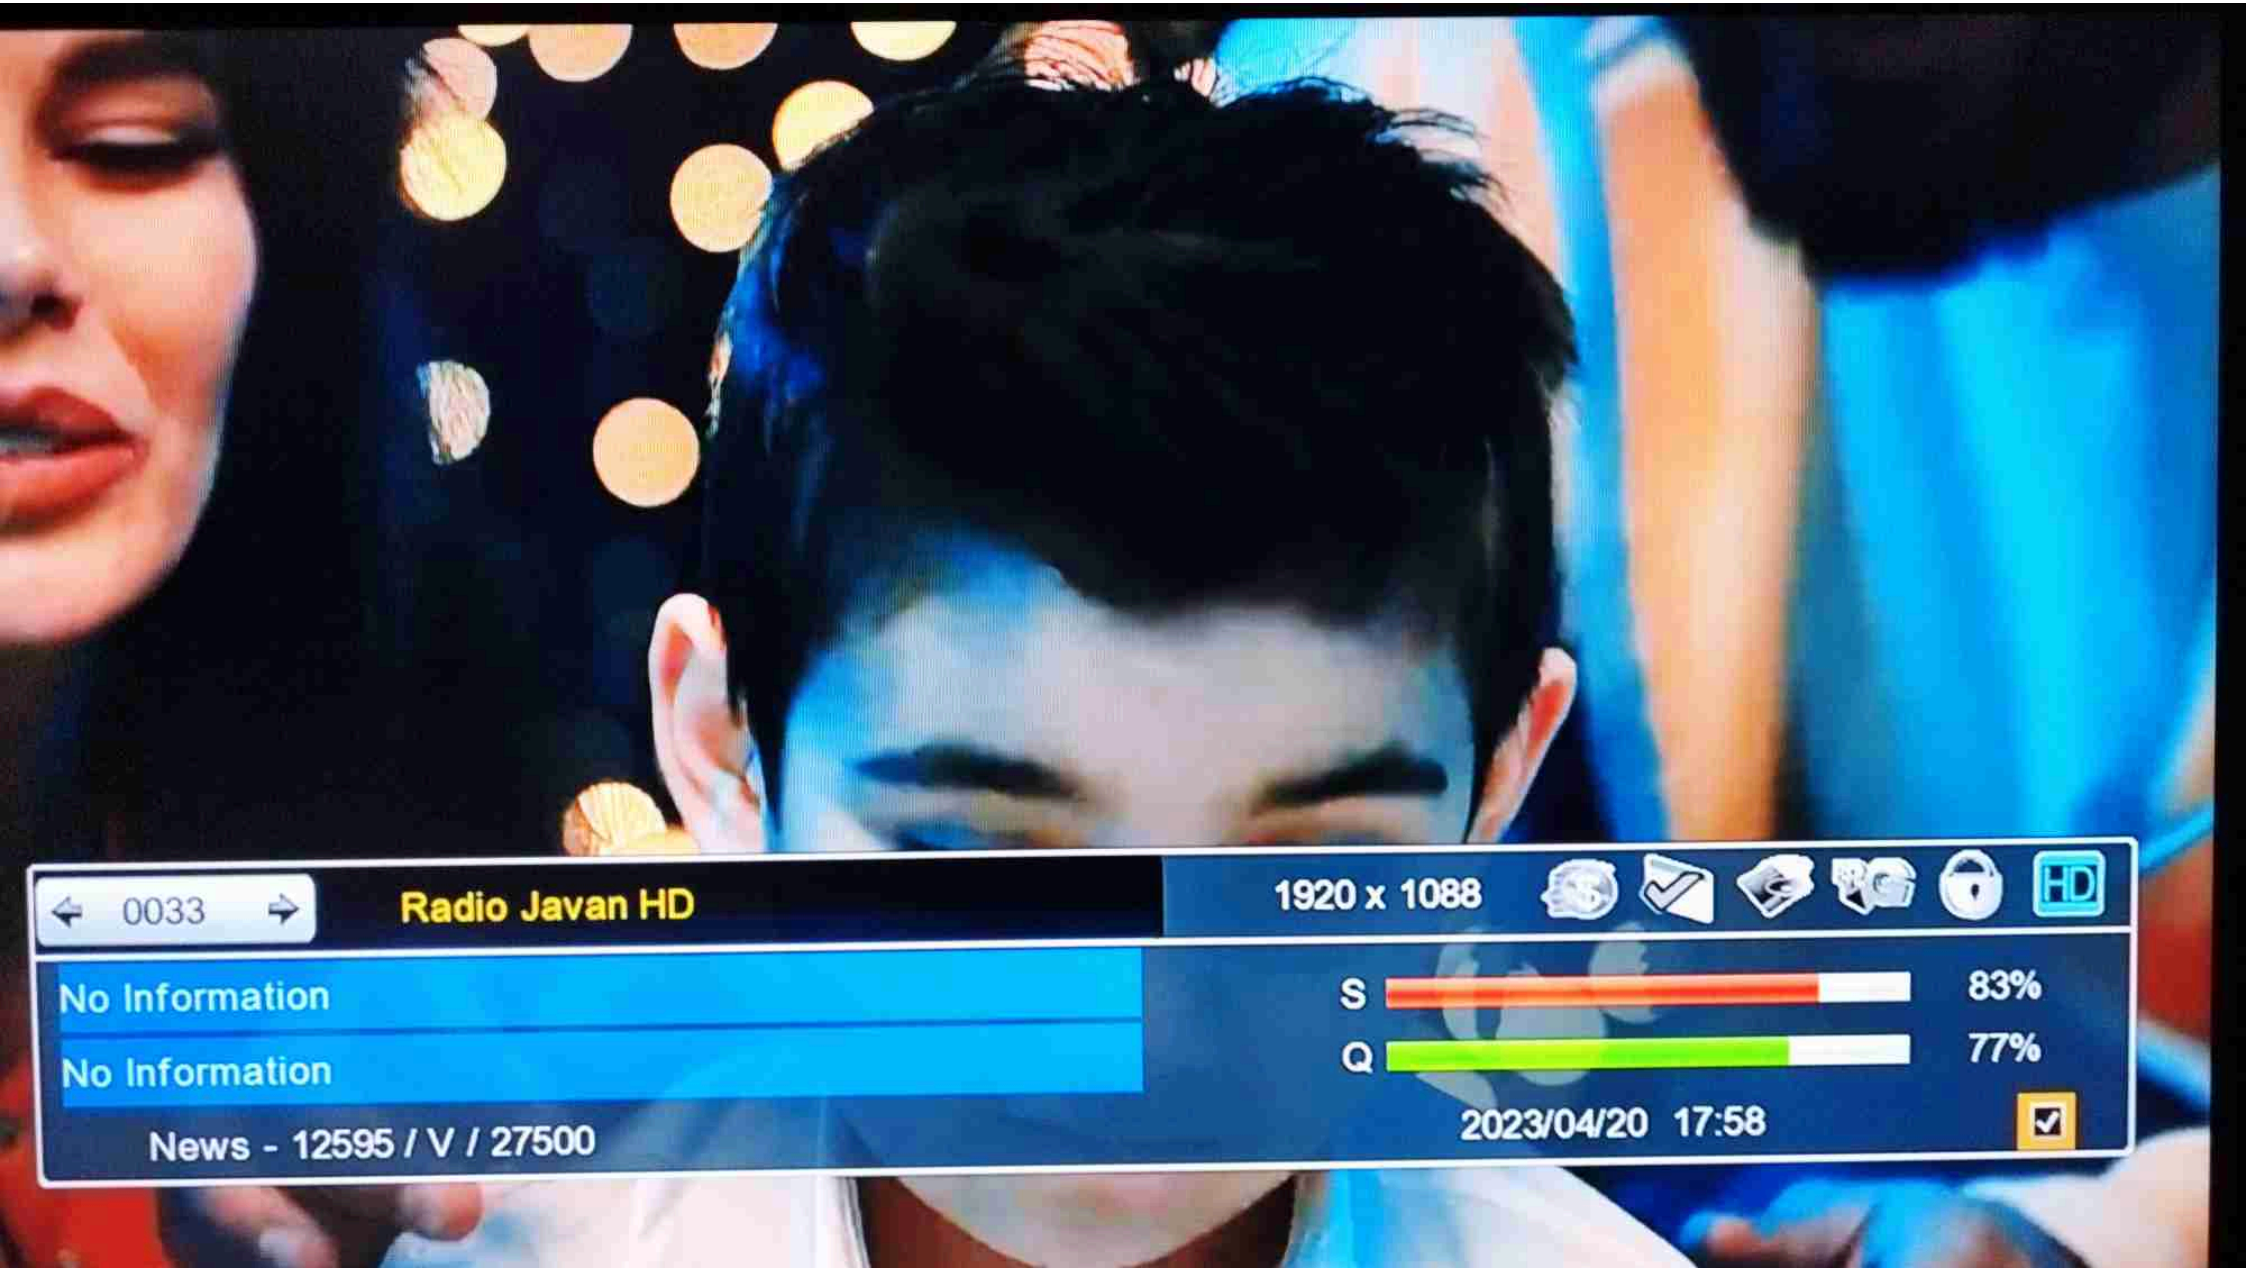 0033 Radio Javan HD 1920 x 1088 HD
No Information
S 83%
No Information
Q 77%
News - 12595 / V / 27500 2023/04/20 17:58